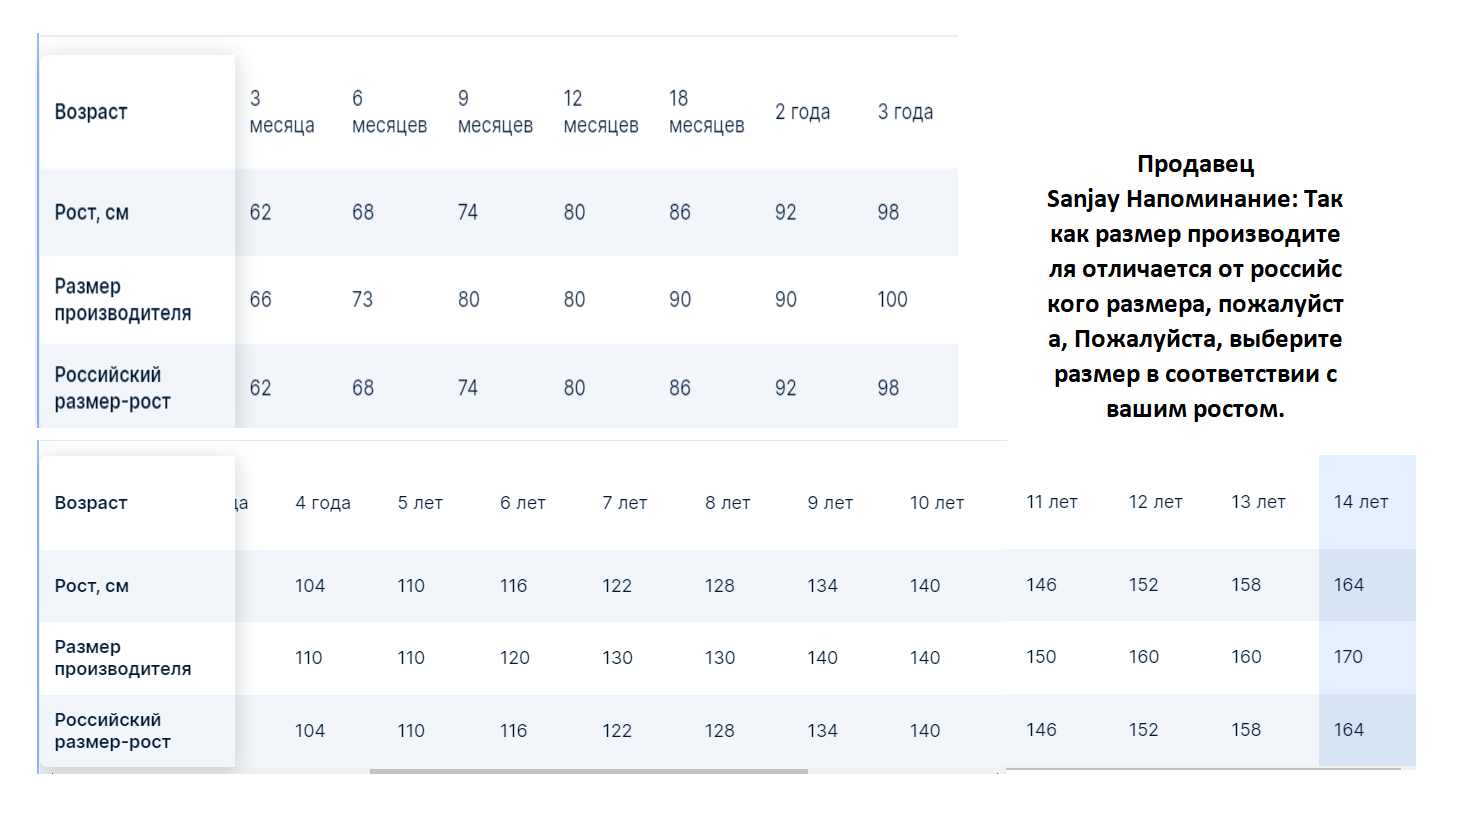 Возраст 3 месяца 6 месяцев 9 месяцев 12 месяцев 18 месяцев 2 года 3 года
Рост, см 62 68 74 80 86 92 98
Размер производителя 66 73 80 80 90 90 100
Российский размер-рост 62 68 74 80 86 92 98
Продавец
Sanjay Напоминание: Так
как размер производите
ля отличается от российс
кого размера, пожалуйст
а, Пожалуйста, выберите
размер в соответствии с
вашим ростом.
Возраст да 4 года 5 лет 6 лет 7 лет 8 лет 9 лет 10 лет 11 лет 12 лет 13 лет 14 лет
Рост, см 104 110 116 122 128 134 140 146 152 158 164
Размер производителя 110 110 120 130 130 140 140 150 160 160 170
Российский размер-рост 104 110 116 122 128 134 140 146 152 158 164